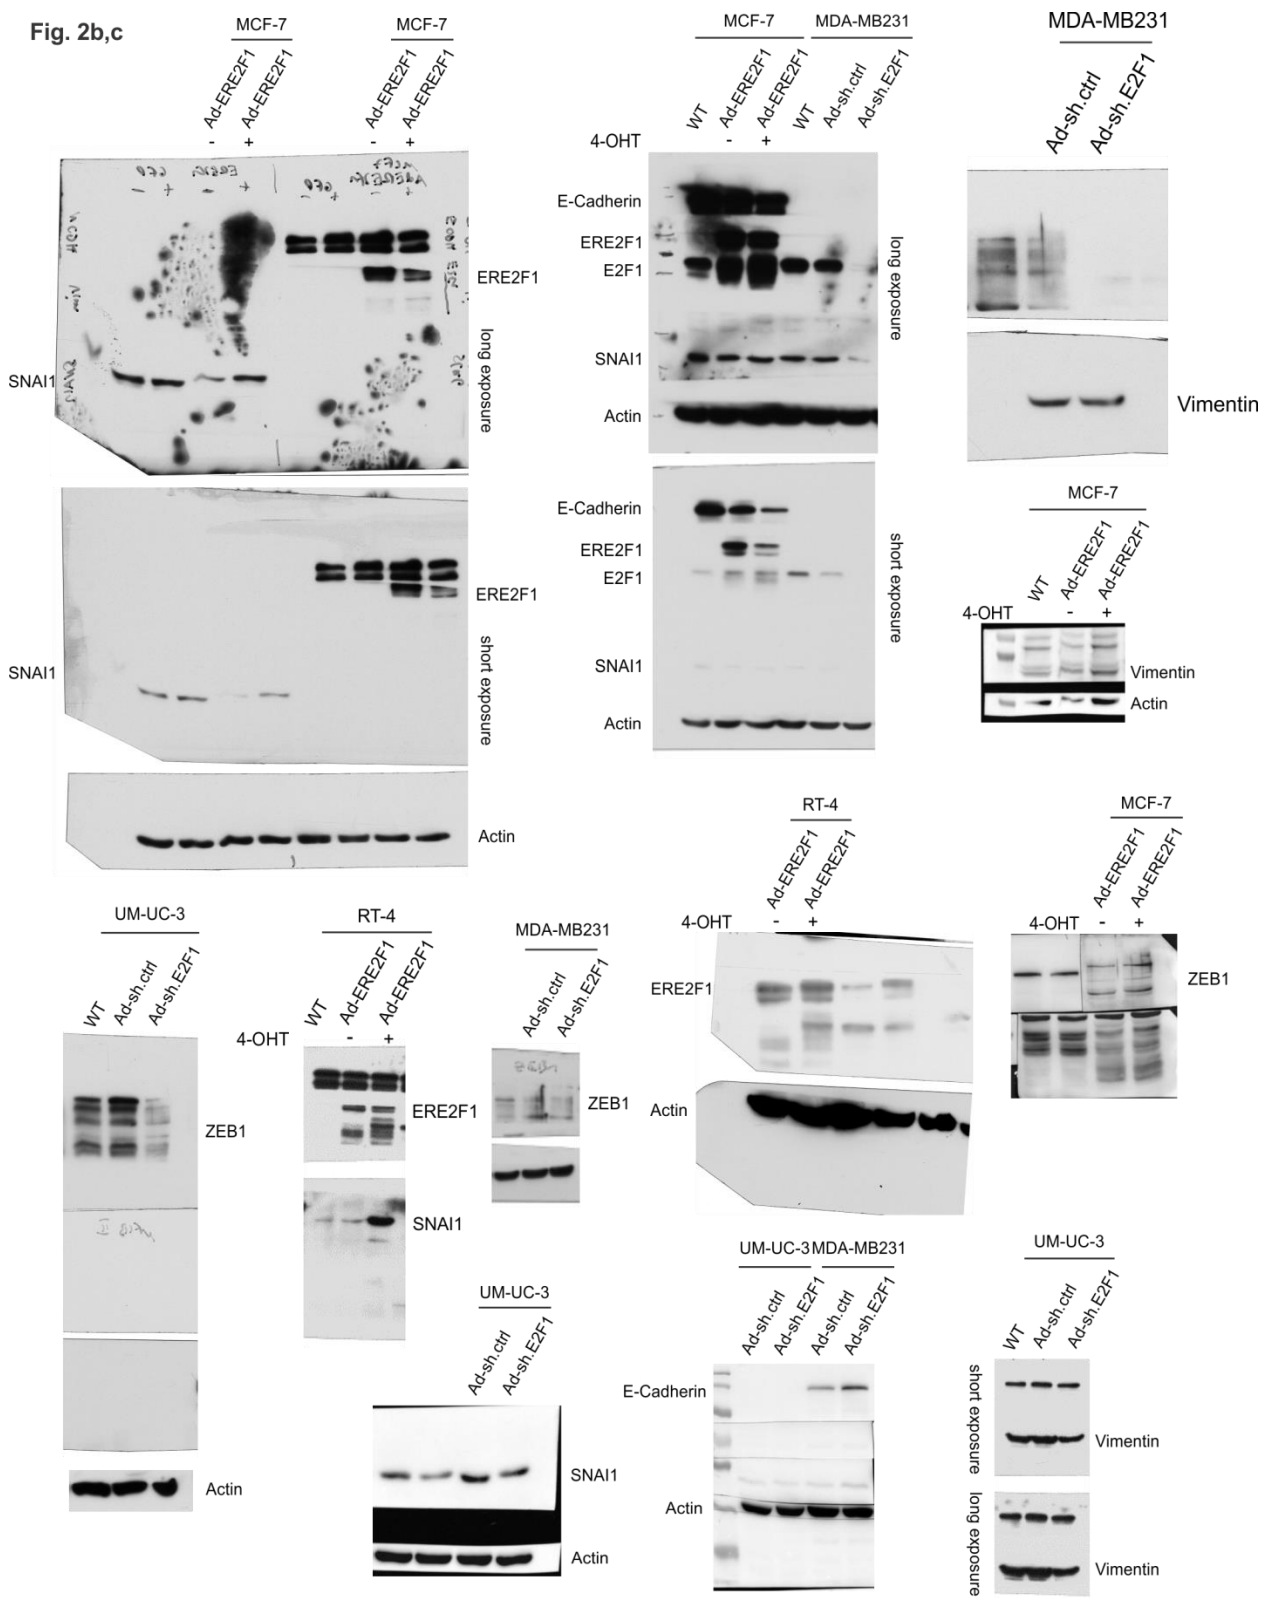 Fig. 2b,c
MCF-7
MCF-7
Ad-ERE2F1
Ad-ERE2F1
Ad-ERE2F1
Ad-ERE2F1
- +
- +
ERE2F1
long exposure
SNAI1
ERE2F1
SNAI1
short exposure
Actin
MCF-7
MDA-MB231
WT
Ad-ERE2F1
Ad-ERE2F1
WT
Ad-sh.ctrl
Ad-sh.E2F1
4-OHT - +
E-Cadherin
ERE2F1
E2F1
long exposure
SNAI1
Actin
E-Cadherin
ERE2F1
E2F1
short exposure
SNAI1
Actin
MDA-MB231
Ad-sh.ctrl
Ad-sh.E2F1
Vimentin
MCF-7
WT
Ad-ERE2F1
Ad-ERE2F1
4-OHT - +
Vimentin
Actin
UM-UC-3
WT
Ad-sh.ctrl
Ad-sh.E2F1
ZEB1
Actin
RT-4
WT
Ad-ERE2F1
Ad-ERE2F1
4-OHT - +
ERE2F1
SNAI1
MDA-MB231
Ad-sh.ctrl
Ad-sh.E2F1
ZEB1
RT-4
Ad-ERE2F1
Ad-ERE2F1
4-OHT - +
ERE2F1
Actin
MCF-7
Ad-ERE2F1
Ad-ERE2F1
4-OHT - +
ZEB1
UM-UC-3
Ad-sh.ctrl
Ad-sh.E2F1
SNAI1
Actin
UM-UC-3 MDA-MB231
Ad-sh.ctrl
Ad-sh.E2F1
Ad-sh.ctrl
Ad-sh.E2F1
E-Cadherin
Actin
UM-UC-3
WT
Ad-sh.ctrl
Ad-sh.E2F1
short exposure
Vimentin
long exposure
Vimentin